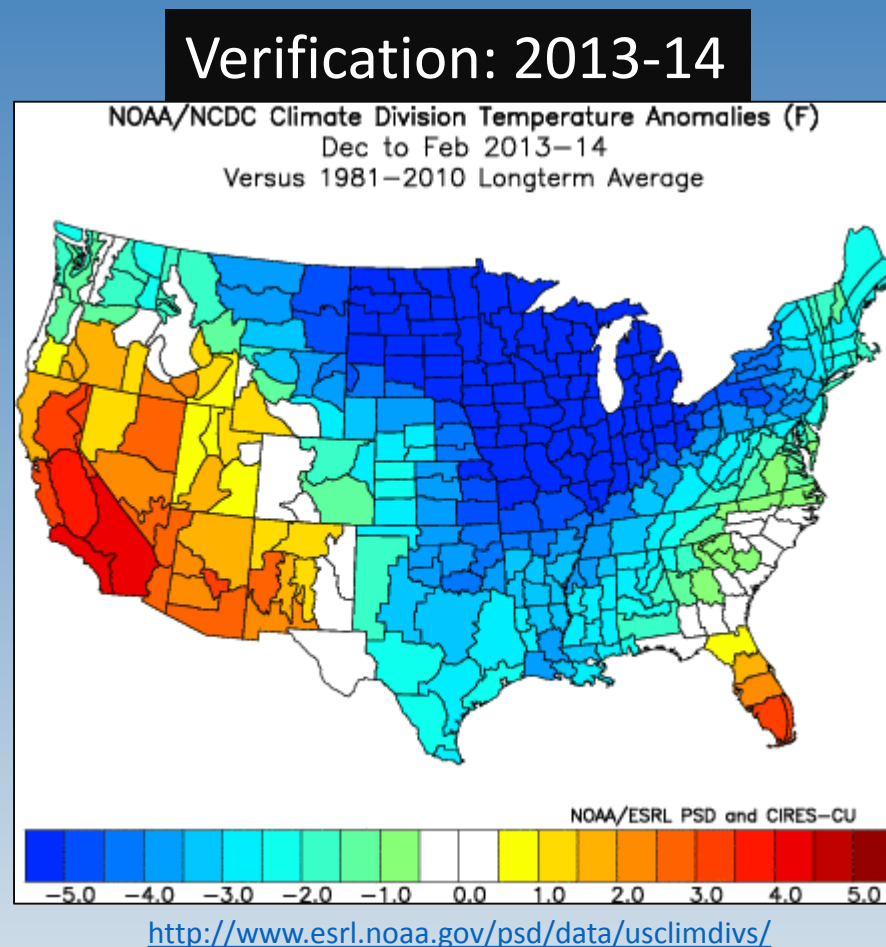 Verification: 2013-14
NOAA/NCDC Climate Division Temperature Anomalies (F)
Dec to Feb 2013–14
Versus 1981–2010 Longterm Average
NOAA/ESRL PSD and CIRES–CU
−5.0 −4.0 −3.0 −2.0 −1.0 0.0 1.0 2.0 3.0 4.0 5.0
http://www.esrl.noaa.gov/psd/data/usclimdivs/